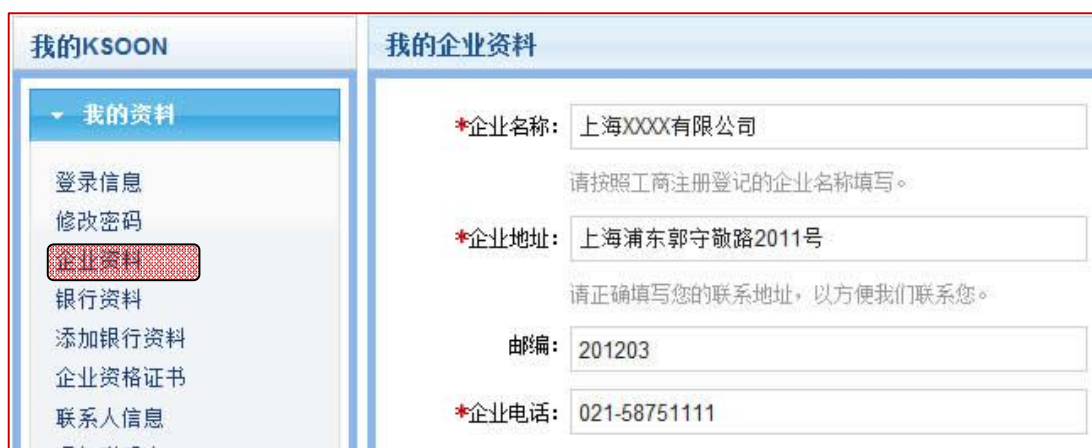 我的KSOON
我的资料
登录信息
修改密码
企业资料
银行资料
添加银行资料
企业资格证书
联系人信息
我的企业资料
*企业名称: 上海XXXX有限公司
请按照工商注册登记的企业名称填写。
*企业地址: 上海浦东郭守敬路2011号
请正确填写您的联系地址，以方便我们联系您。
邮编: 201203
*企业电话: 021-58751111